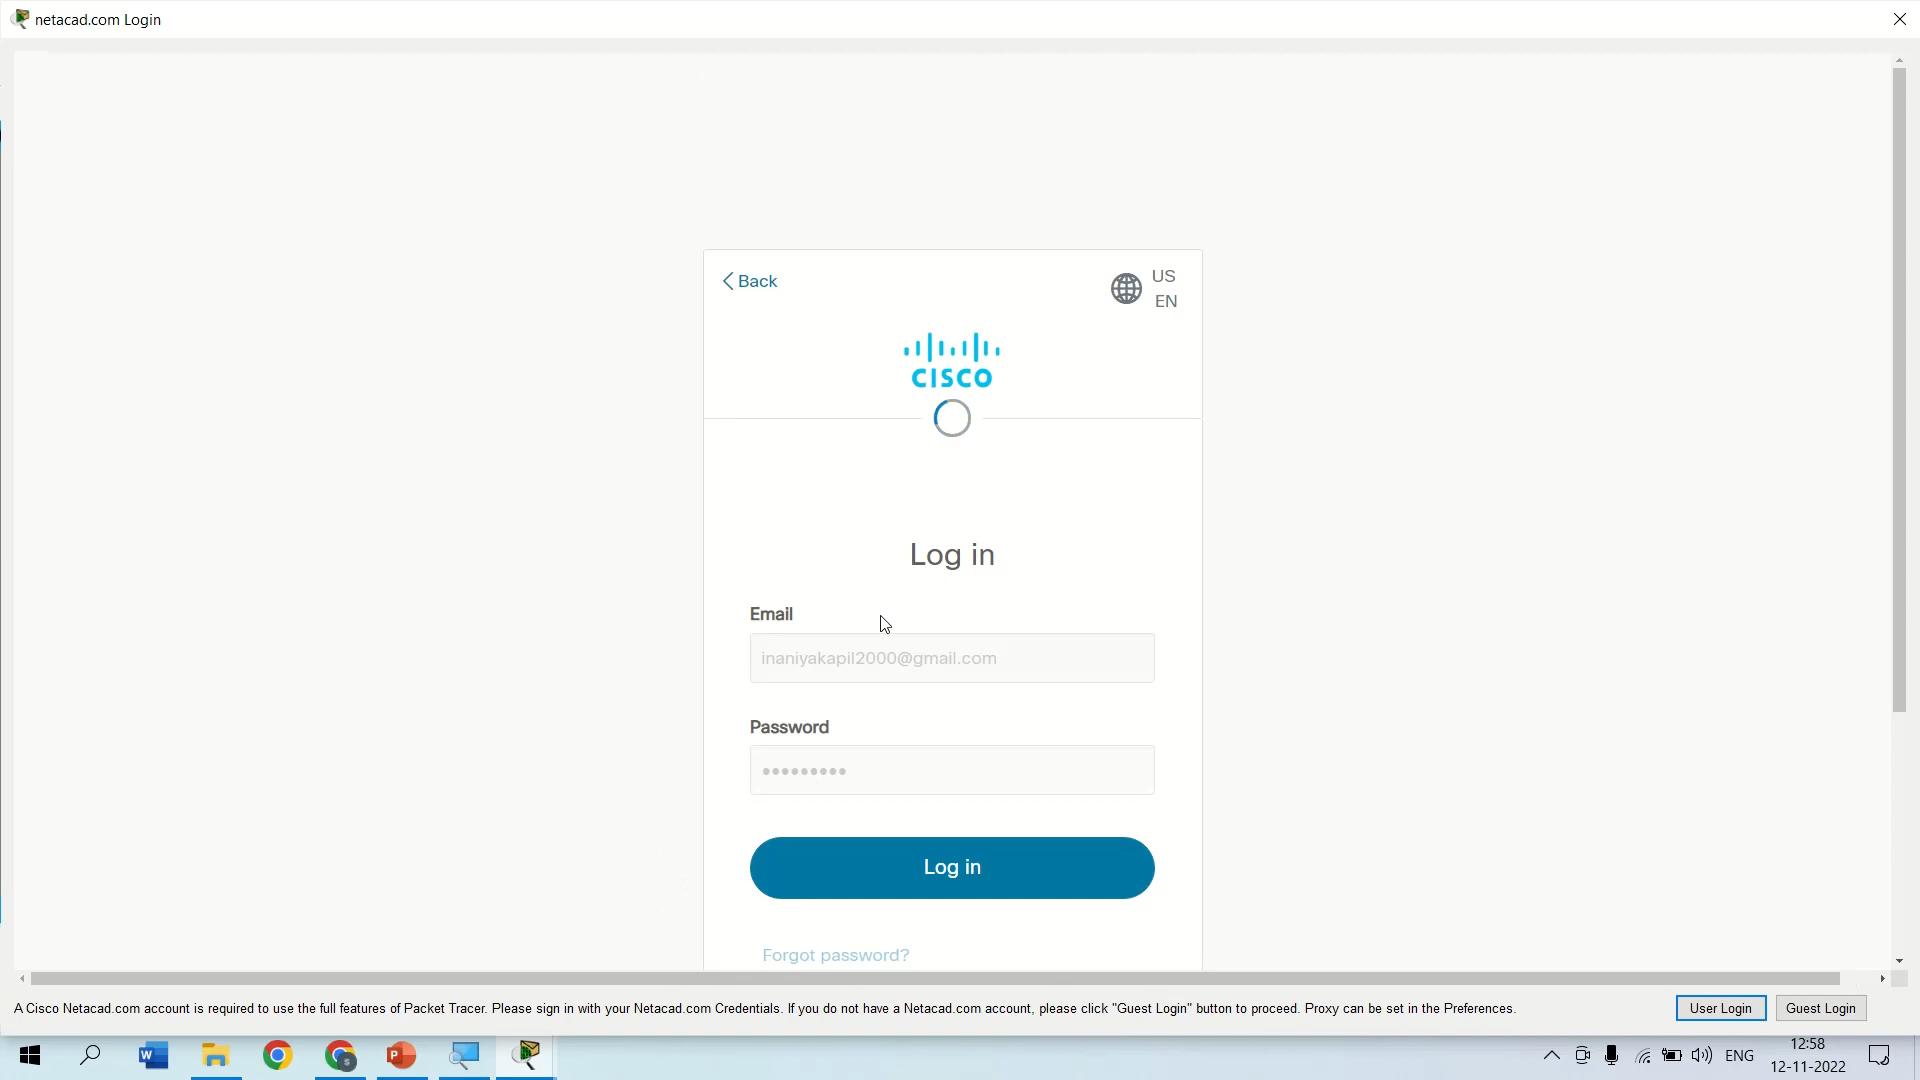 netacad.com Login
Back
US
EN
CISCO
Log in
Email
inaniyakapil2000@gmail.com
Password
Log in
Forgot password?
A Cisco Netacad.com account is required to use the full features of Packet Tracer. Please sign in with your Netacad.com Credentials. If you do not have a Netacad.com account, please click "Guest Login" button to proceed. Proxy can be set in the Preferences.
User Login
Guest Login
W
S
P
ENG
12:58
12-11-2022